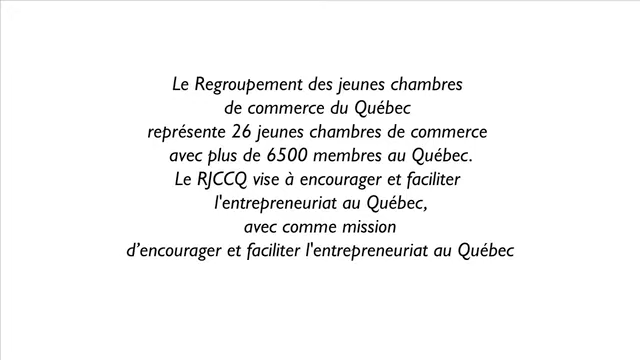 Le Regroupement des jeunes chambres
de commerce du Québec
représente 26 jeunes chambres de commerce
avec plus de 6500 membres au Québec.
Le RJCCQ vise à encourager et faciliter
l'entrepreneuriat au Québec,
avec comme mission
d’encourager et faciliter l'entrepreneuriat au Québec